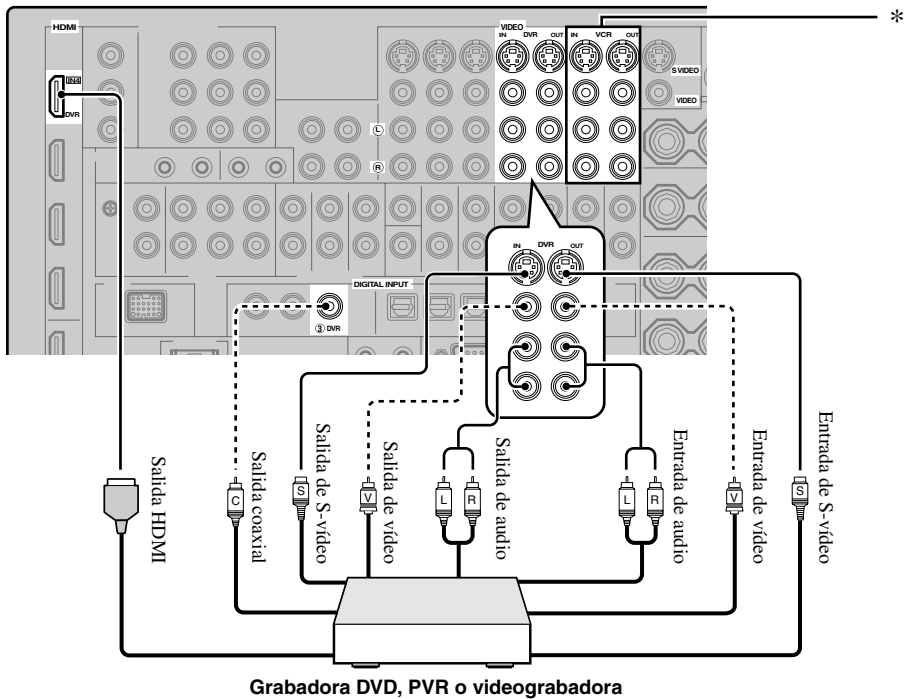 *
HDMI
VIDEO
IN DVR OUT
IN VCR OUT
S VIDEO
VIDEO
IN4
DVR
L
R
IN DVR OUT
DIGITAL INPUT
③ DVR
Salida HDMI
Salida coaxial
Salida de S-vídeo
Salida de vídeo
Salida de audio
Entrada de audio
Entrada de vídeo
Entrada de S-vídeo
C
S
V
L
R
L
R
V
S
Grabadora DVD, PVR o videograbadora